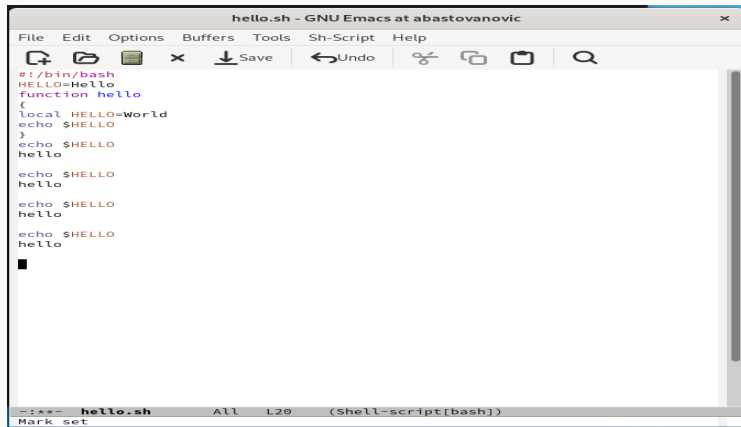 hello.sh - GNU Emacs at abastovanovic
File Edit Options Buffers Tools Sh-Script Help
Save Undo
#!/bin/bash
HELLO=Hello
function hello
{
local HELLO=World
echo $HELLO
}
echo $HELLO
hello
echo $HELLO
hello
echo $HELLO
hello
echo $HELLO
hello
-:**- hello.sh All L20 (Shell-script[bash])
Mark set